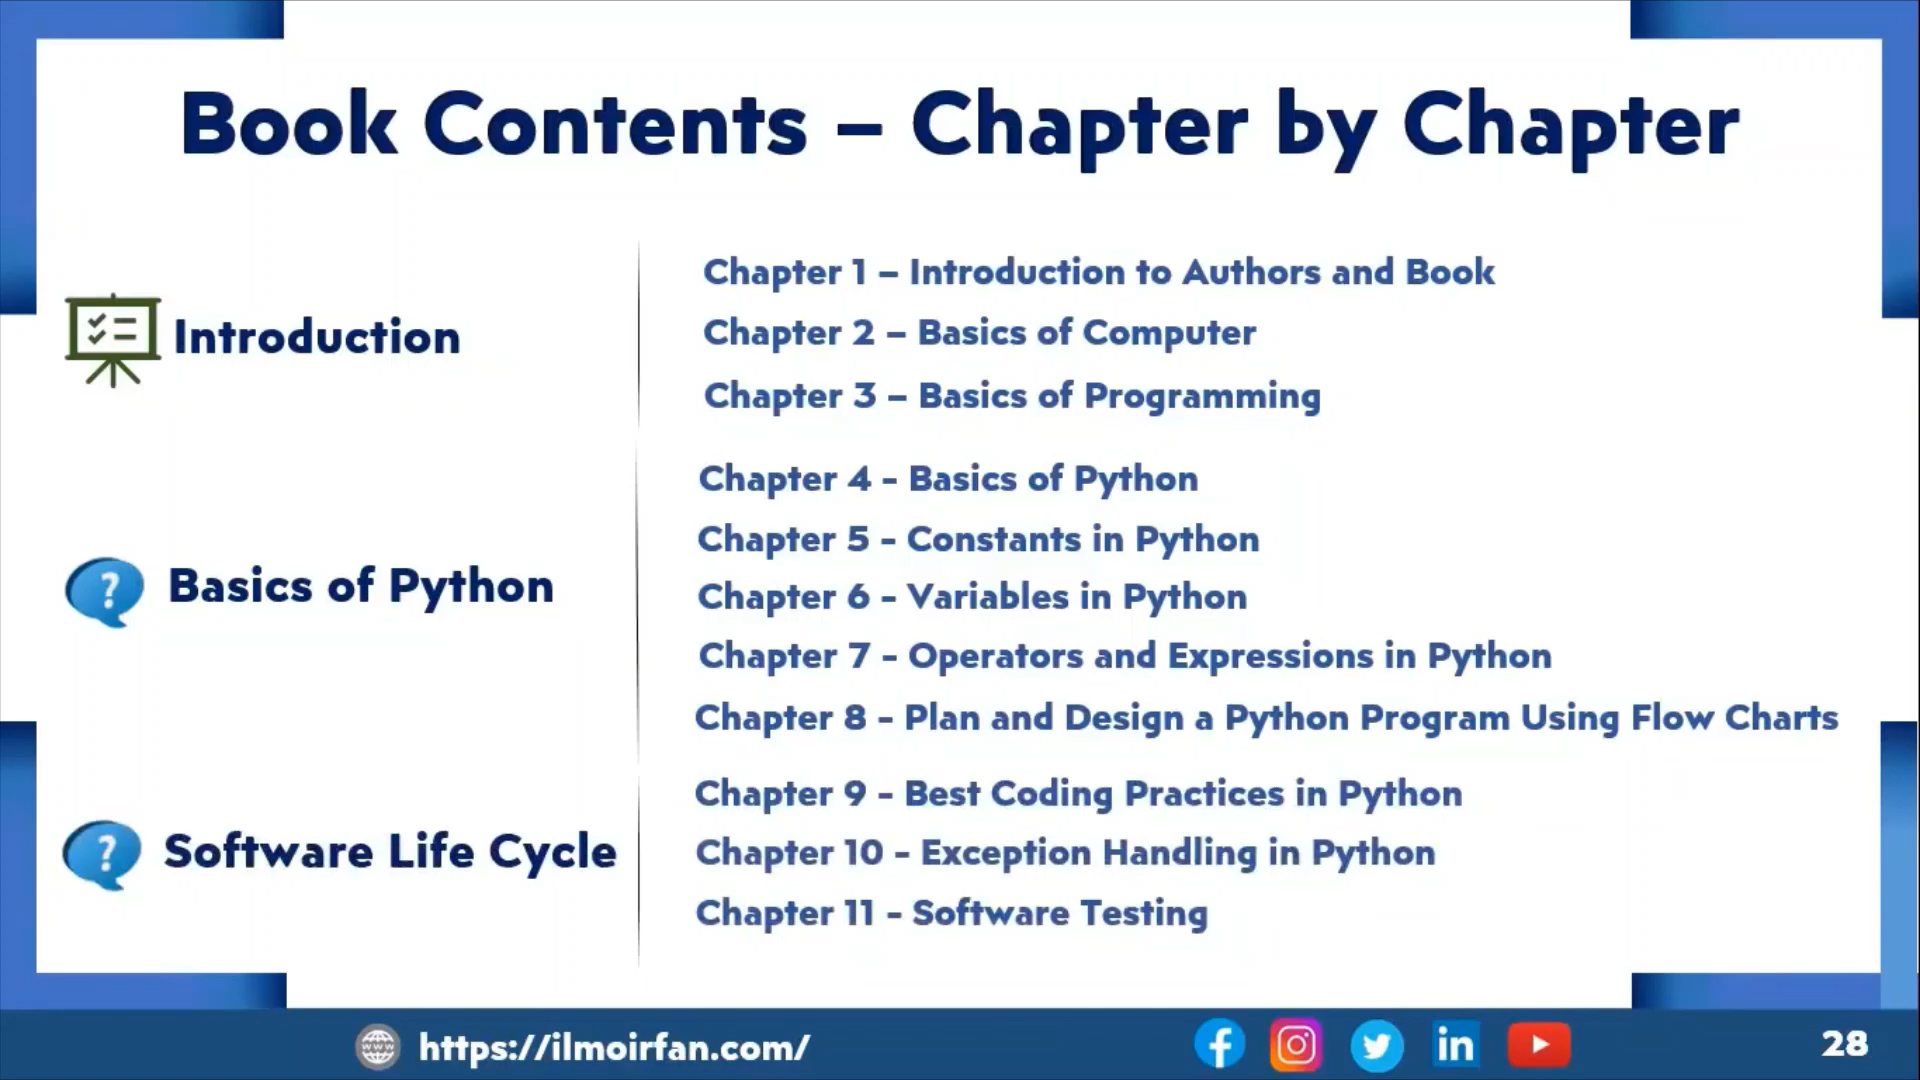 Book Contents – Chapter by Chapter
Introduction
Chapter 1 – Introduction to Authors and Book
Chapter 2 – Basics of Computer
Chapter 3 – Basics of Programming
Basics of Python
Chapter 4 - Basics of Python
Chapter 5 - Constants in Python
Chapter 6 - Variables in Python
Chapter 7 - Operators and Expressions in Python
Chapter 8 - Plan and Design a Python Program Using Flow Charts
Software Life Cycle
Chapter 9 - Best Coding Practices in Python
Chapter 10 - Exception Handling in Python
Chapter 11 - Software Testing
https://ilmoirfan.com/
28